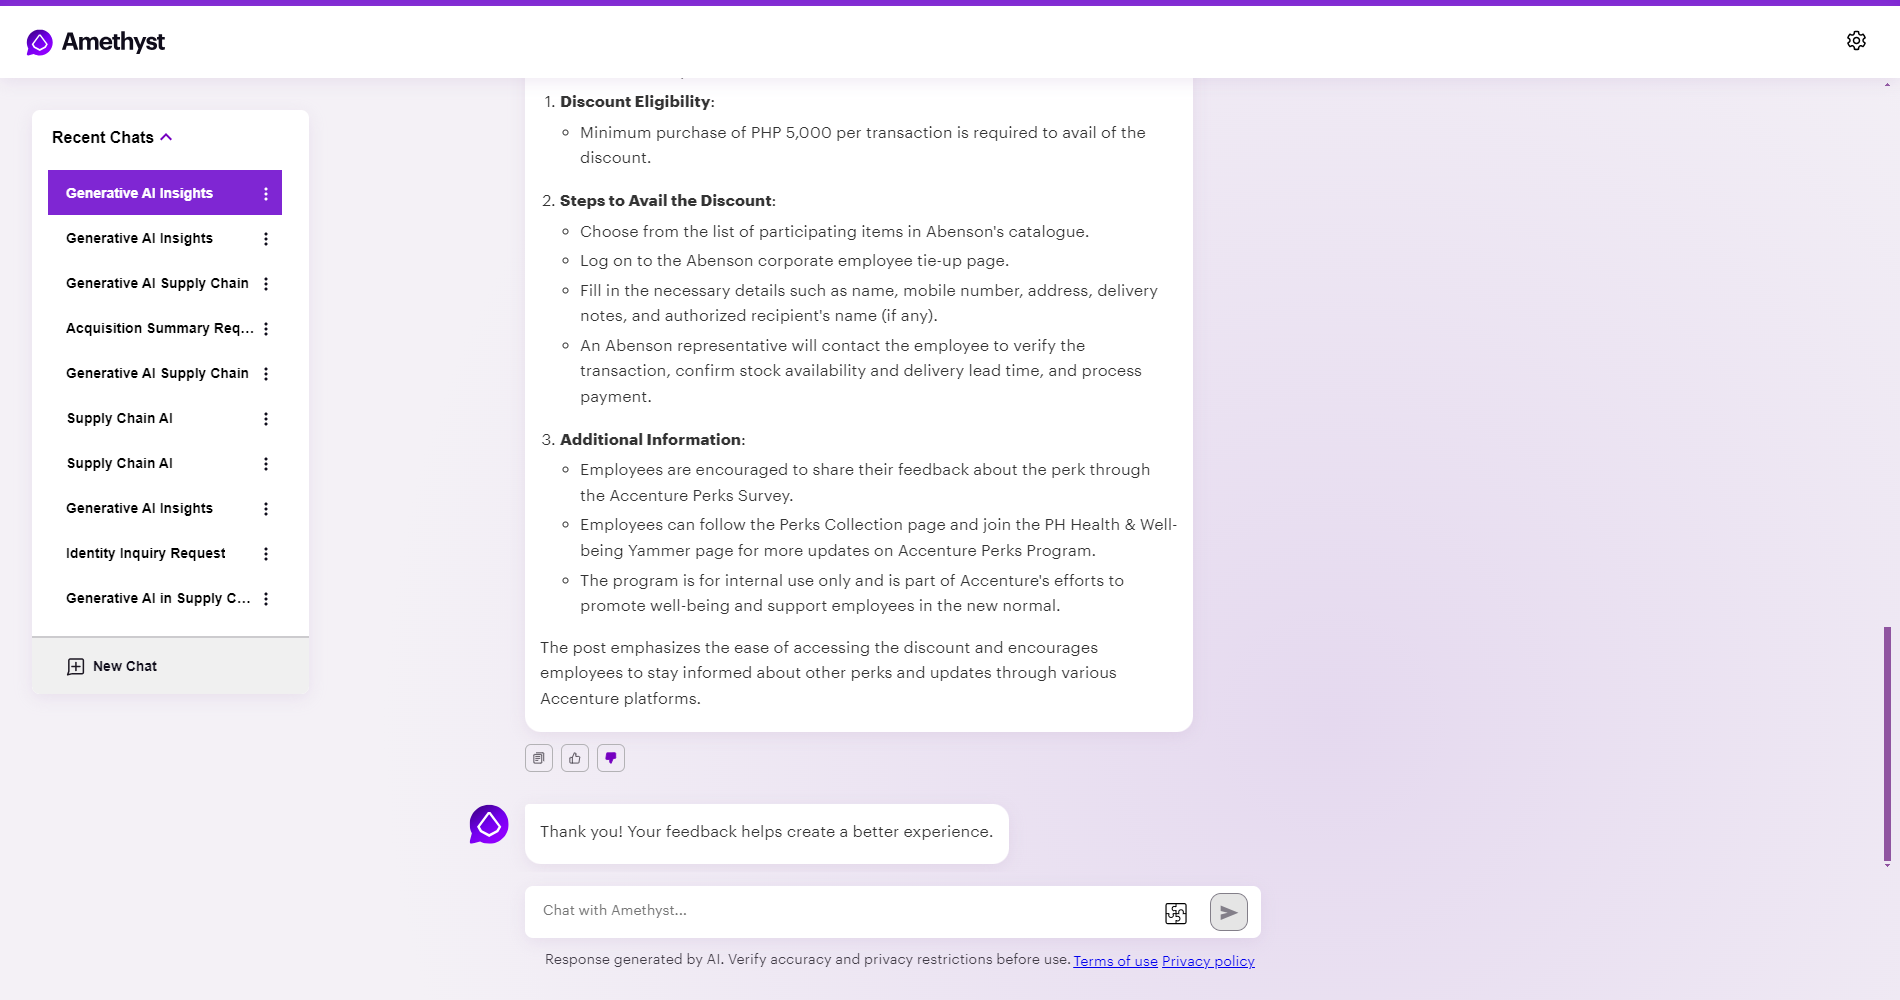 Amethyst
Recent Chats
Generative AI Insights
Generative AI Insights
Generative AI Supply Chain
Acquisition Summary Req...
Generative AI Supply Chain
Supply Chain AI
Supply Chain AI
Generative AI Insights
Identity Inquiry Request
Generative AI in Supply C...
New Chat
1. Discount Eligibility:
Minimum purchase of PHP 5,000 per transaction is required to avail of the
discount.
2. Steps to Avail the Discount:
Choose from the list of participating items in Abenson's catalogue.
Log on to the Abenson corporate employee tie-up page.
Fill in the necessary details such as name, mobile number, address, delivery
notes, and authorized recipient's name (if any).
An Abenson representative will contact the employee to verify the
transaction, confirm stock availability and delivery lead time, and process
payment.
3. Additional Information:
Employees are encouraged to share their feedback about the perk through
the Accenture Perks Survey.
Employees can follow the Perks Collection page and join the PH Health & Well-
being Yammer page for more updates on Accenture Perks Program.
The program is for internal use only and is part of Accenture's efforts to
promote well-being and support employees in the new normal.
The post emphasizes the ease of accessing the discount and encourages
employees to stay informed about other perks and updates through various
Accenture platforms.
Thank you! Your feedback helps create a better experience.
Chat with Amethyst...
Response generated by AI. Verify accuracy and privacy restrictions before use. Terms of use Privacy policy